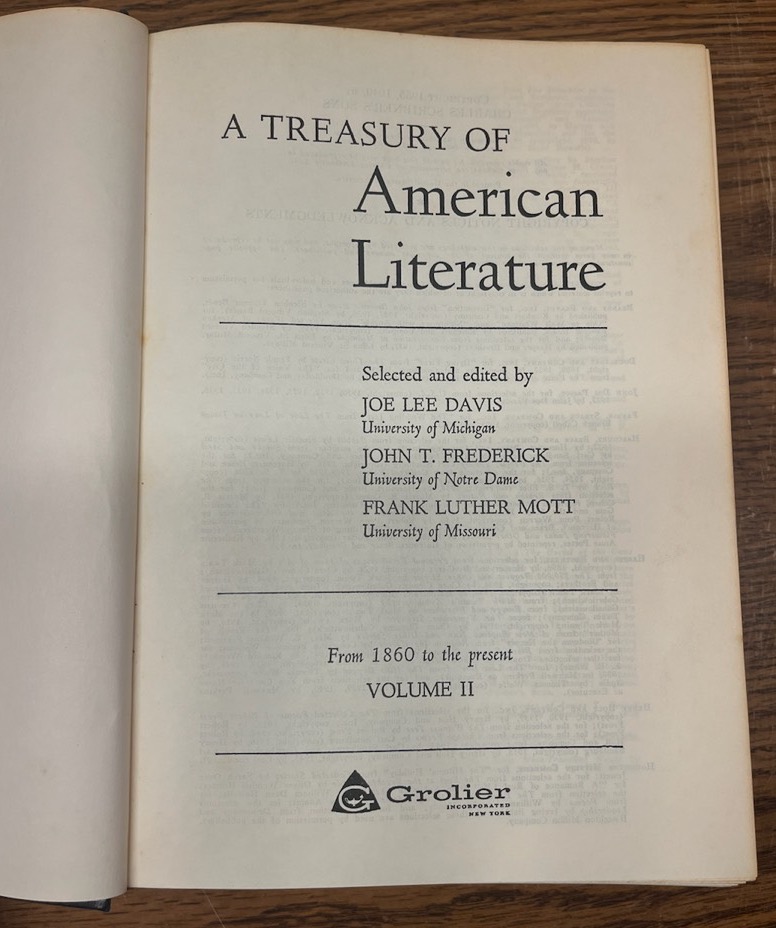 A TREASURY OF
American
Literature
Selected and edited by
JOE LEE DAVIS
University of Michigan
JOHN T. FREDERICK
University of Notre Dame
FRANK LUTHER MOTT
University of Missouri
From 1860 to the present
VOLUME II
G Grolier
INCORPORATED
NEW YORK